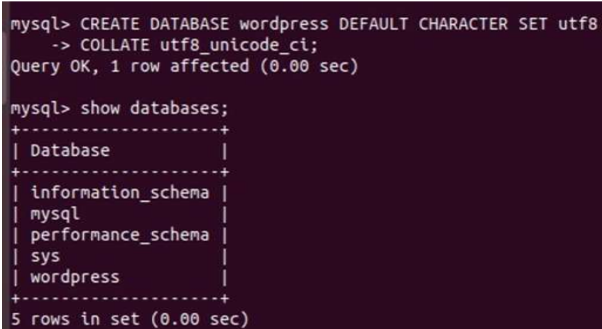 mysql> CREATE DATABASE wordpress DEFAULT CHARACTER SET utf8
    -> COLLATE utf8_unicode_ci;
Query OK, 1 row affected (0.00 sec)

mysql> show databases;
+--------------------+
| Database           |
+--------------------+
| information_schema |
| mysql              |
| performance_schema |
| sys                |
| wordpress          |
+--------------------+
5 rows in set (0.00 sec)